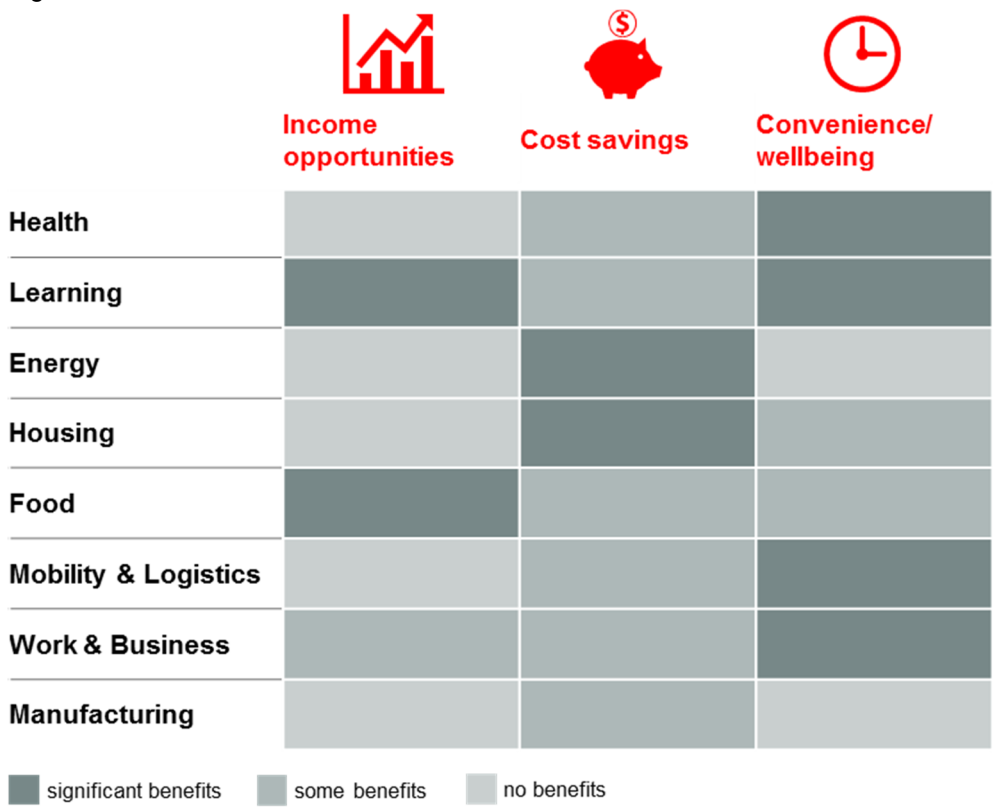 $
Income
opportunities
Cost savings
Convenience/
wellbeing
Health
Learning
Energy
Housing
Food
Mobility & Logistics
Work & Business
Manufacturing
significant benefits
some benefits
no benefits